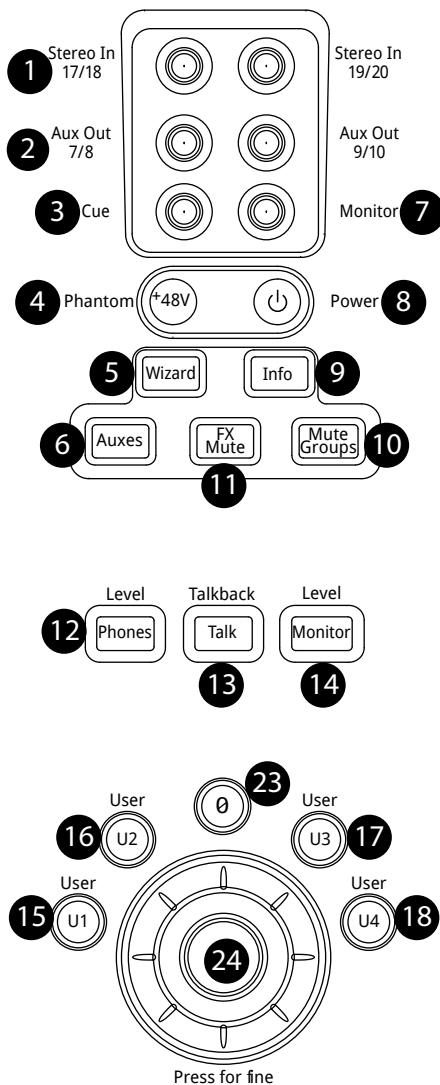 Stereo In
17/18
Stereo In
19/20
1
Aux Out
7/8
Aux Out
9/10
2
3 Cue
Monitor 7
4 Phantom +48V Power 8
5 Wizard Info 9
6 Auxes FX
Mute Mute
Groups 10
11
Level Talkback Level
12 Phones Talk Monitor
13 14
23
User User
16 U2 0 U3 17
User User
15 U1 U4 18
24
Press for fine